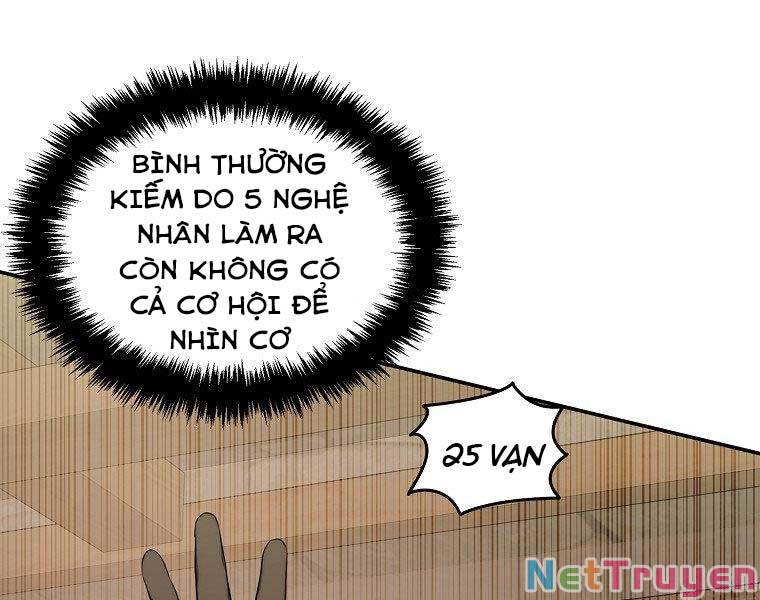 BÌNH THƯỜNG
KIẾM DO 5 NGHỆ
NHÂN LÀM RA
CÒN KHÔNG CÓ
CẢ CƠ HỘI ĐỂ
NHÌN CƠ
25 VẠN
NetTruyen